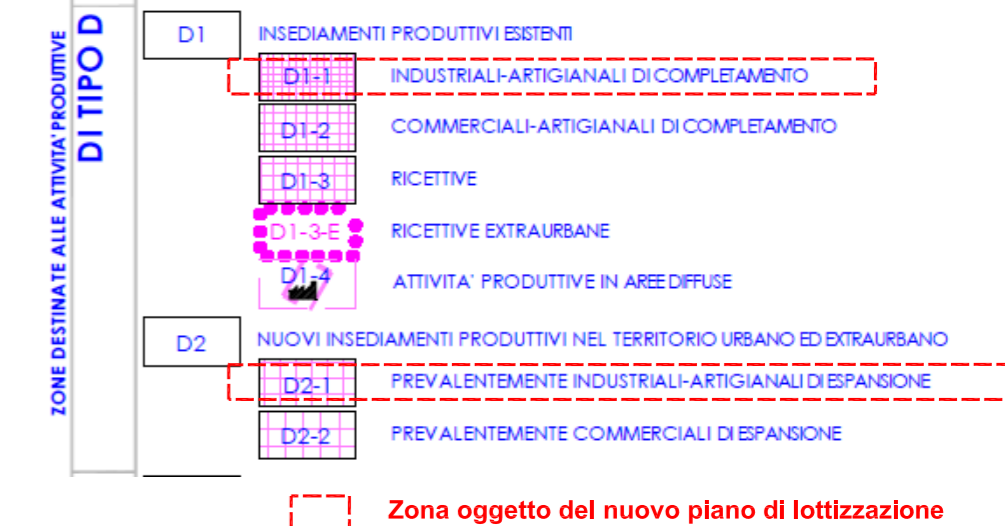 ZONE DESTINATE ALLE ATTIVITA' PRODUTTIVE
DI TIPO D
D1 INSEDIAMENTI PRODUTTIVI ESISTENTI
D1-1 INDUSTRIALI-ARTIGIANALI DI COMPLETAMENTO
D1-2 COMMERCIALI-ARTIGIANALI DI COMPLETAMENTO
D1-3 RICETTIVE
D1-3-E RICETTIVE EXTRAURBANE
D1-4 ATTIVITA' PRODUTTIVE IN AREE DIFFUSE
D2 NUOVI INSEDIAMENTI PRODUTTIVI NEL TERRITORIO URBANO ED EXTRAURBANO
D2-1 PREVALENTEMENTE INDUSTRIALI-ARTIGIANALI DI ESPANSIONE
D2-2 PREVALENTEMENTE COMMERCIALI DI ESPANSIONE
Zona oggetto del nuovo piano di lottizzazione